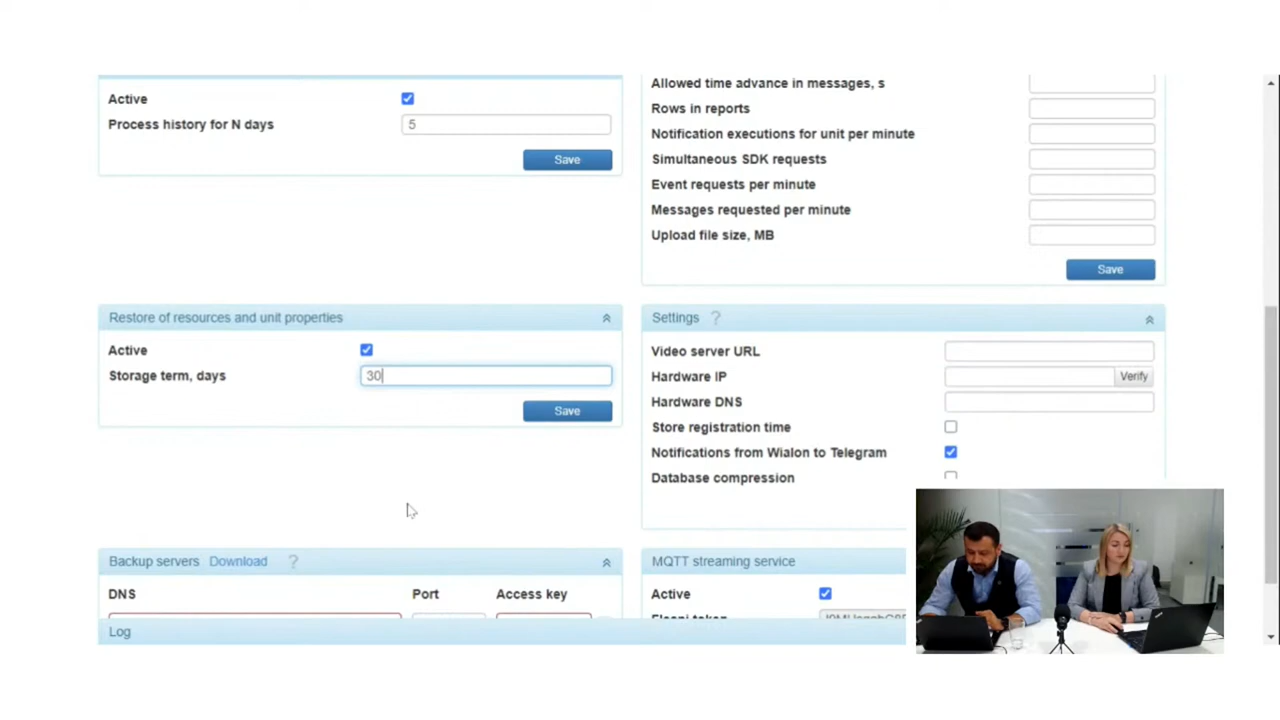 Active
Process history for N days 5
Save
Allowed time advance in messages, s
Rows in reports
Notification executions for unit per minute
Simultaneous SDK requests
Event requests per minute
Messages requested per minute
Upload file size, MB
Save
Restore of resources and unit properties
Active
Storage term, days 30
Save
Settings ?
Video server URL
Hardware IP Verify
Hardware DNS
Store registration time
Notifications from Wialon to Telegram
Database compression
Backup servers Download ?
DNS Port Access key
MQTT streaming service
Active
Log